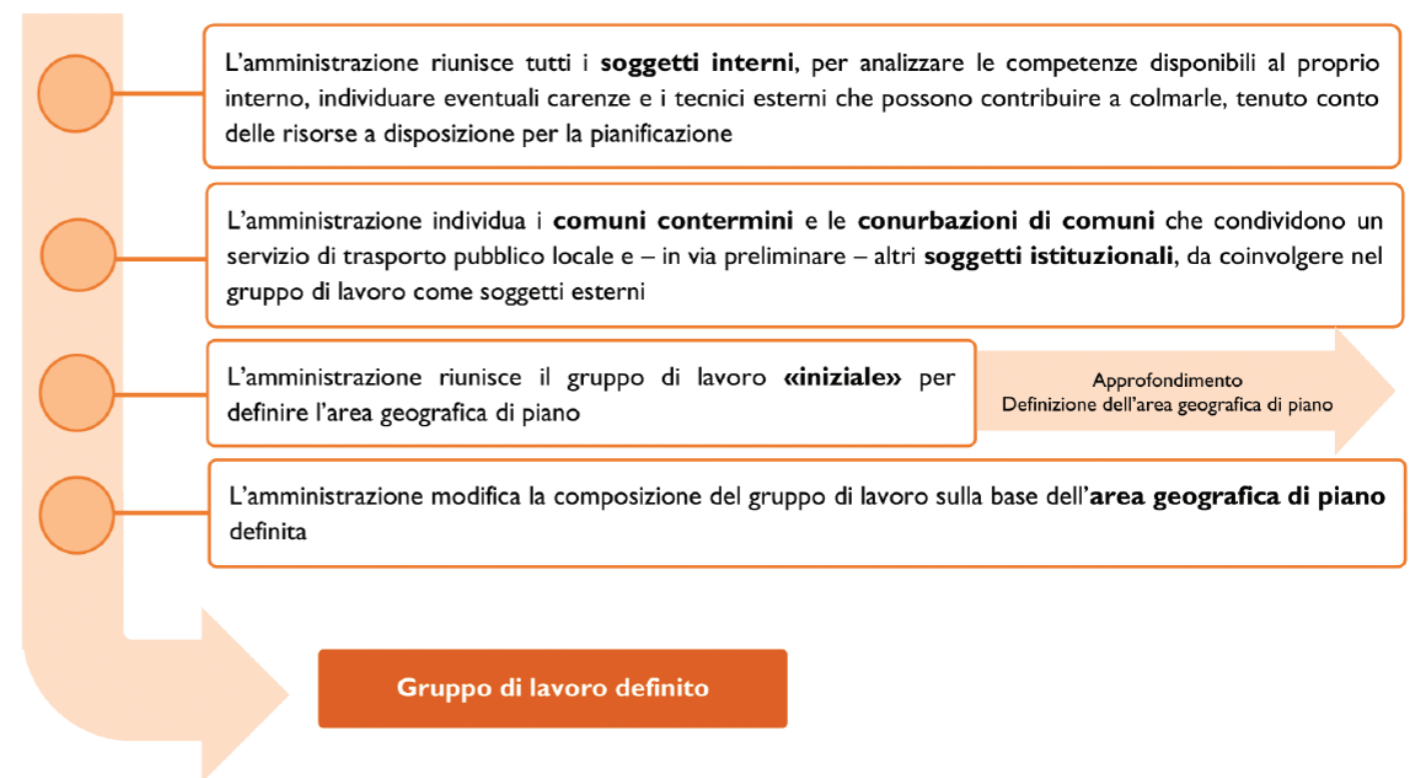 L’amministrazione riunisce tutti i soggetti interni, per analizzare le competenze disponibili al proprio
interno, individuare eventuali carenze e i tecnici esterni che possono contribuire a colmarle, tenuto conto
delle risorse a disposizione per la pianificazione
L’amministrazione individua i comuni contermini e le conurbazioni di comuni che condividono un
servizio di trasporto pubblico locale e – in via preliminare – altri soggetti istituzionali, da coinvolgere nel
gruppo di lavoro come soggetti esterni
L’amministrazione riunisce il gruppo di lavoro «iniziale» per
definire l’area geografica di piano
Approfondimento
Definizione dell’area geografica di piano
L’amministrazione modifica la composizione del gruppo di lavoro sulla base dell’area geografica di piano
definita
Gruppo di lavoro definito